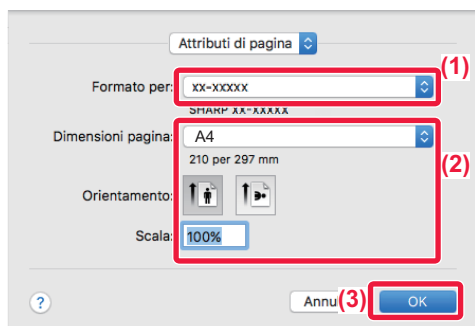 Attributi di pagina
(1)
Formato per: xx-xxxxx
SHARP xx-xxxxx
Dimensioni pagina: A4
210 per 297 mm
(2)
Orientamento:
Scala: 100%
? Annu (3) OK